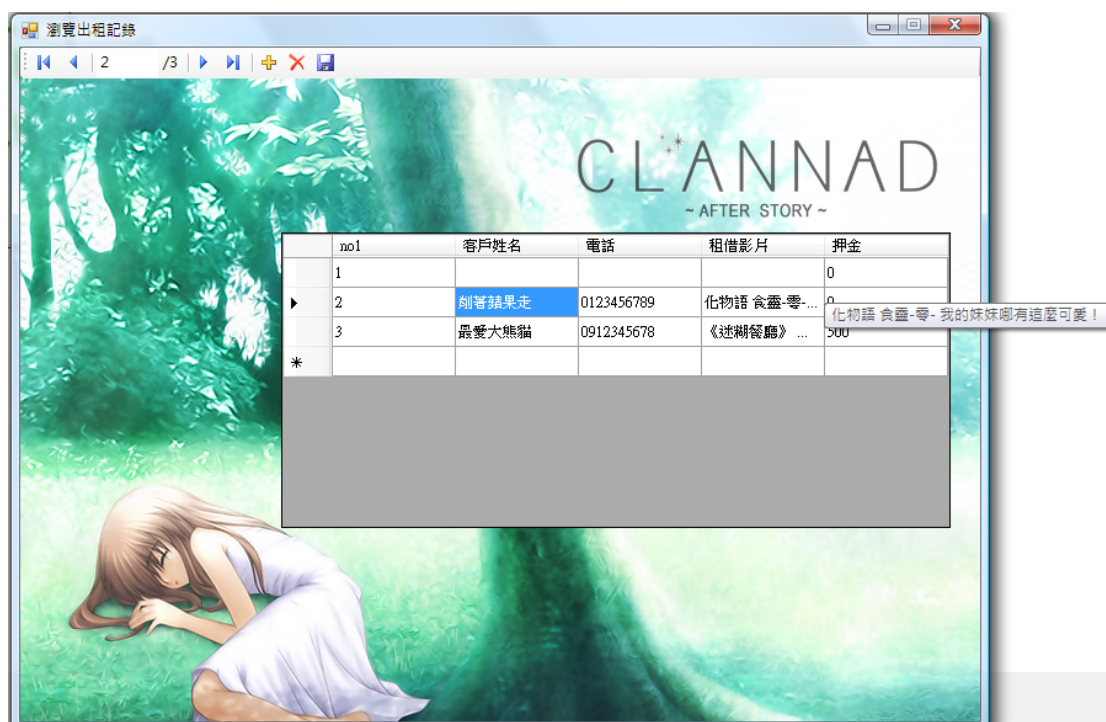 瀏覽出租記錄
2 /3
CLANNAD
~ AFTER STORY ~
no1 客戶姓名 電話 租借影片 押金
1 0
2 削著蘋果走 0123456789 化物語 食靈-零-...
化物語 食靈-零- 我的妹妹哪有這麼可愛！
3 最愛大熊貓 0912345678 《迷糊餐廳》 ... 500